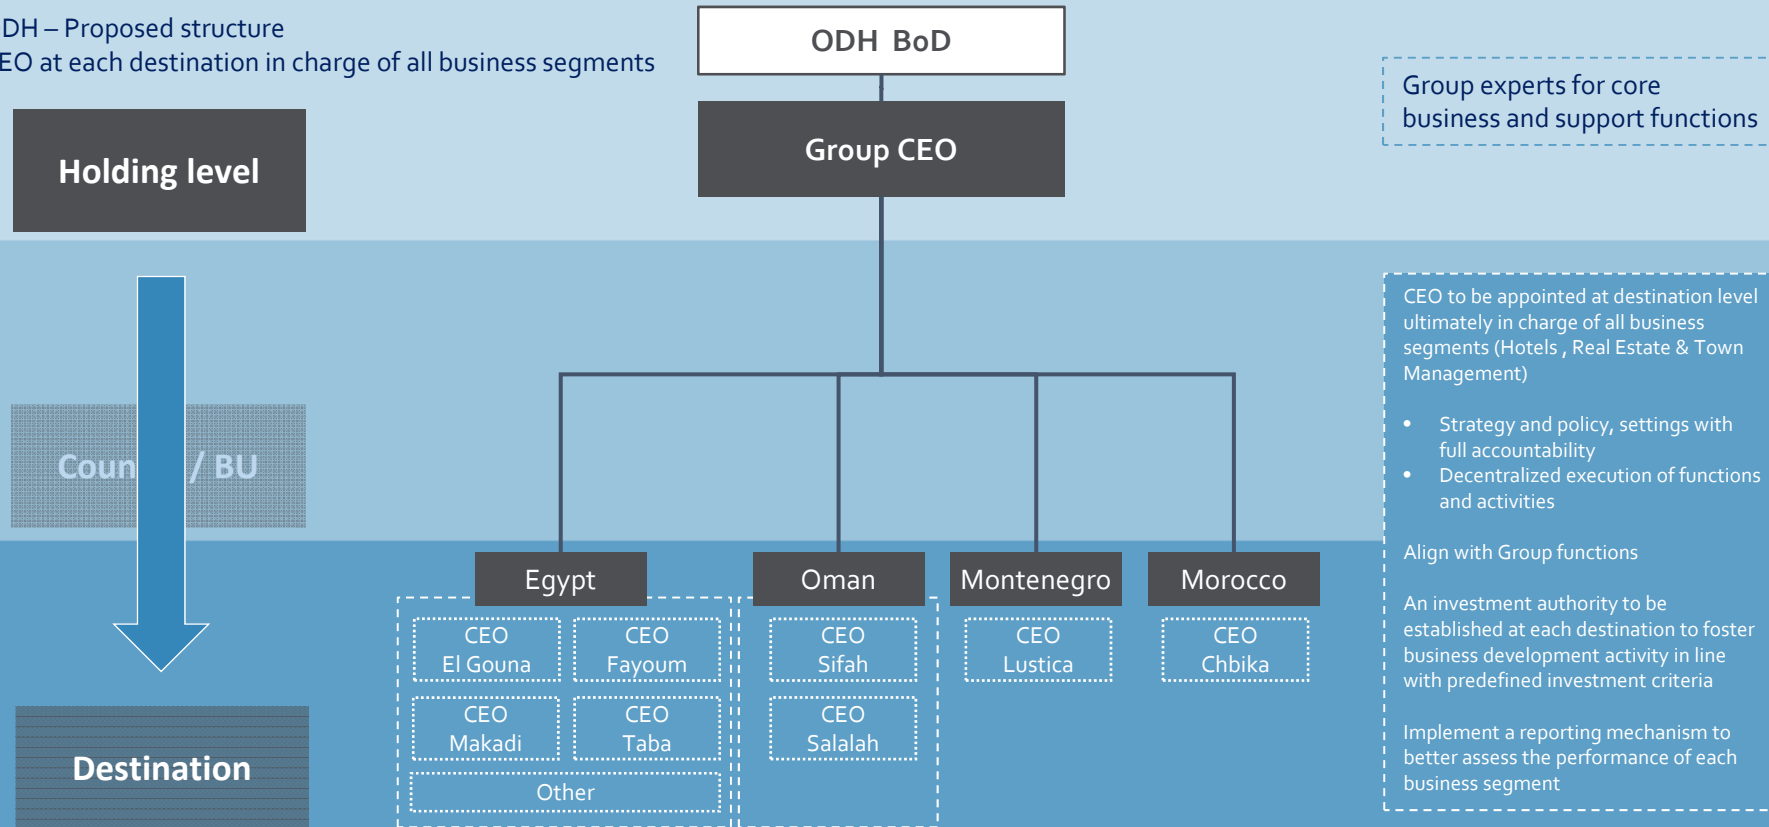 DH – Proposed structure
EO at each destination in charge of all business segments
ODH BoD
Group experts for core
business and support functions
Holding level
Group CEO
CEO to be appointed at destination level
ultimately in charge of all business
segments (Hotels , Real Estate & Town
Management)
• Strategy and policy, settings with
full accountability
• Decentralized execution of functions
and activities
Align with Group functions
An investment authority to be
established at each destination to foster
business development activity in line
with predefined investment criteria
Implement a reporting mechanism to
better assess the performance of each
business segment
Coun / BU
Egypt
Oman
Montenegro
Morocco
CEO
El Gouna
CEO
Fayoum
CEO
Makadi
CEO
Taba
Other
CEO
Sifah
CEO
Salalah
CEO
Lustica
CEO
Chbika
Destination